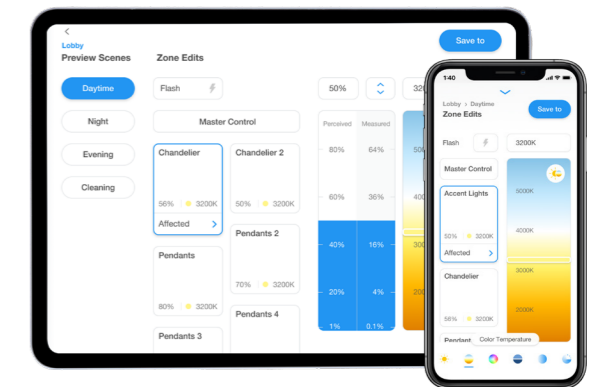 Lobby
Preview Scenes
Zone Edits
Save to
Daytime
Flash
50%
Night
Master Control
Perceived
Measured
Evening
Chandelier
Chandelier 2
80%
64%
Cleaning
56%
3200K
50%
3200K
60%
36%
Affected
Pendants 2
40%
16%
Pendants
70%
3200K
20%
4%
80%
3200K
Pendants 4
1%
0.1%
Pendants 3
1:40
Lobby > Daytime
Zone Edits
Save to
Flash
3200K
Master Control
Accent Lights
5000K
50%
3200K
4000K
Affected
3000K
Chandelier
2000K
56%
3200K
Pendant
Color Temperature